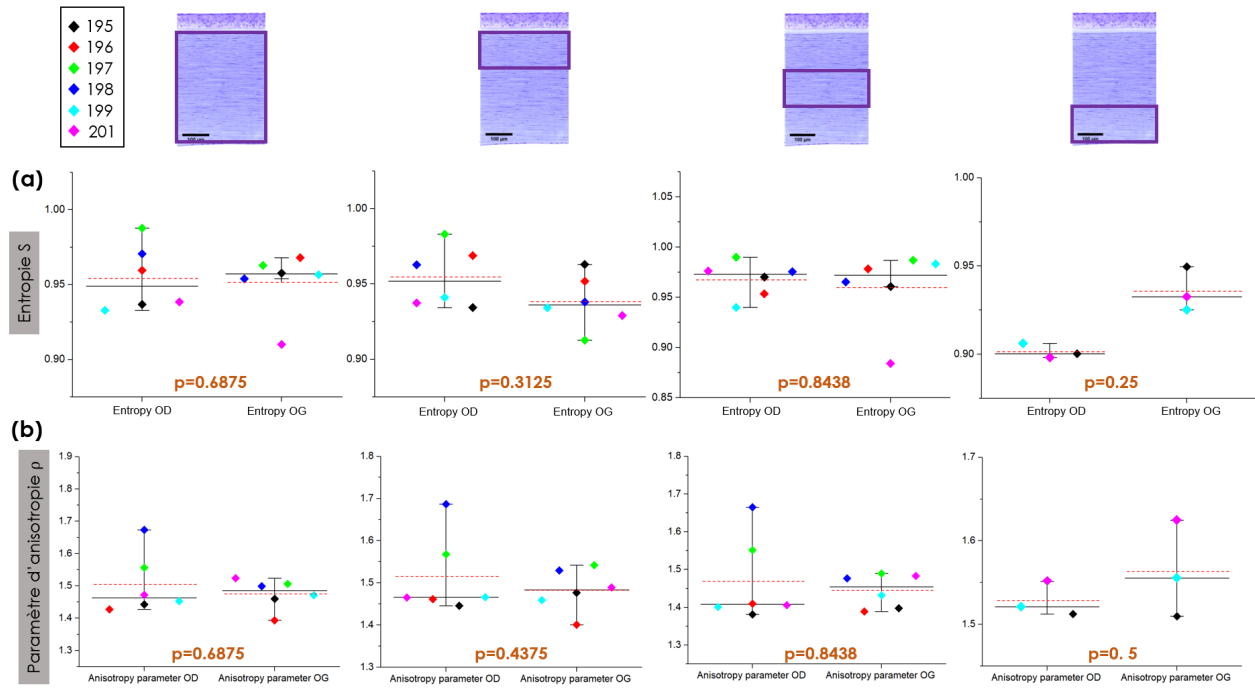 195
196
197
198
199
201
100 µm
100 µm
100 µm
100 µm
(a)
Entropie S
1.00
0.95
0.90
p=0.6875
Entropy OD Entropy OG
1.00
0.95
0.90
p=0.3125
Entropy OD Entropy OG
1.05
1.00
0.95
0.90
0.85
p=0.8438
Entropy OD Entropy OG
1.00
0.95
0.90
p=0.25
Entropy OD Entropy OG
(b)
Paramètre d'anisotropie ρ
1.9
1.8
1.7
1.6
1.5
1.4
1.3
p=0.6875
Anisotropy parameter OD Anisotropy parameter OG
1.8
1.7
1.6
1.5
1.4
1.3
p=0.4375
Anisotropy parameter OD Anisotropy parameter OG
1.8
1.7
1.6
1.5
1.4
1.3
p=0.8438
Anisotropy parameter OD Anisotropy parameter OG
1.7
1.6
1.5
p=0. 5
Anisotropy parameter OD Anisotropy parameter OG